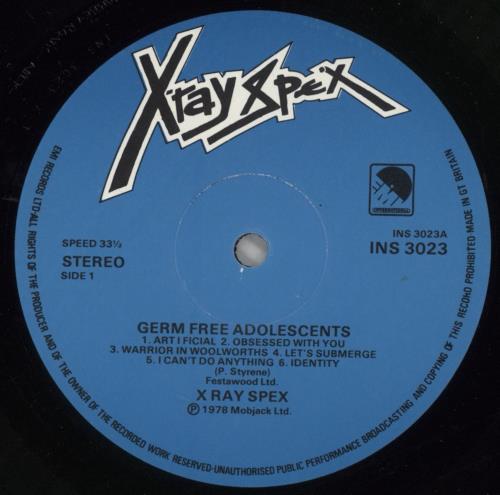 X ray Spex
SPEED 33⅓
STEREO
SIDE 1
INTERNATIONAL
INS 3023A
INS 3023
GERM FREE ADOLESCENTS
1. ART I FICIAL 2. OBSESSED WITH YOU
3. WARRIOR IN WOOLWORTHS 4. LET'S SUBMERGE
5. I CAN'T DO ANYTHING 6. IDENTITY
(P. Styrene)
Festawood Ltd.
X RAY SPEX
Ⓟ 1978 Mobjack Ltd.
EMI RECORDS LTD·ALL RIGHTS OF THE PRODUCER AND OF THE OWNER OF THE RECORDED WORK RESERVED·UNAUTHORISED PUBLIC PERFORMANCE BROADCASTING AND COPYING OF THIS RECORD PROHIBITED·MADE IN GT BRITAIN